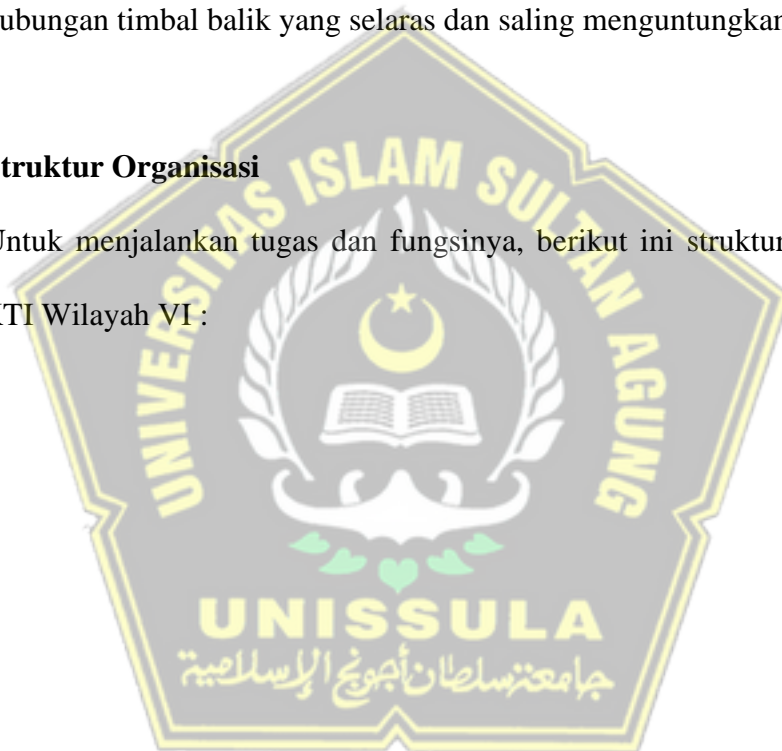 ubungan timbal balik yang selaras dan saling menguntungkan
truktur Organisasi
Untuk menjalankan tugas dan fungsinya, berikut ini struktur
KTI Wilayah VI :
UNIVERSITAS ISLAM SULTAN AGUNG
UNISSULA
جامعة سلطان أجونج الإسلامية